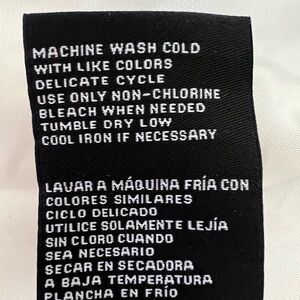 MACHINE WASH COLD
WITH LIKE COLORS
DELICATE CYCLE
USE ONLY NON-CHLORINE
BLEACH WHEN NEEDED
TUMBLE DRY LOW
COOL IRON IF NECESSARY
LAVAR A MÁQUINA FRÍA CON
COLORES SIMILARES
CICLO DELICADO
UTILICE SOLAMENTE LEJÍA
SIN CLORO CUANDO
SEA NECESARIO
SECAR EN SECADORA
A BAJA TEMPERATURA
PLANCHA EN FRÍO